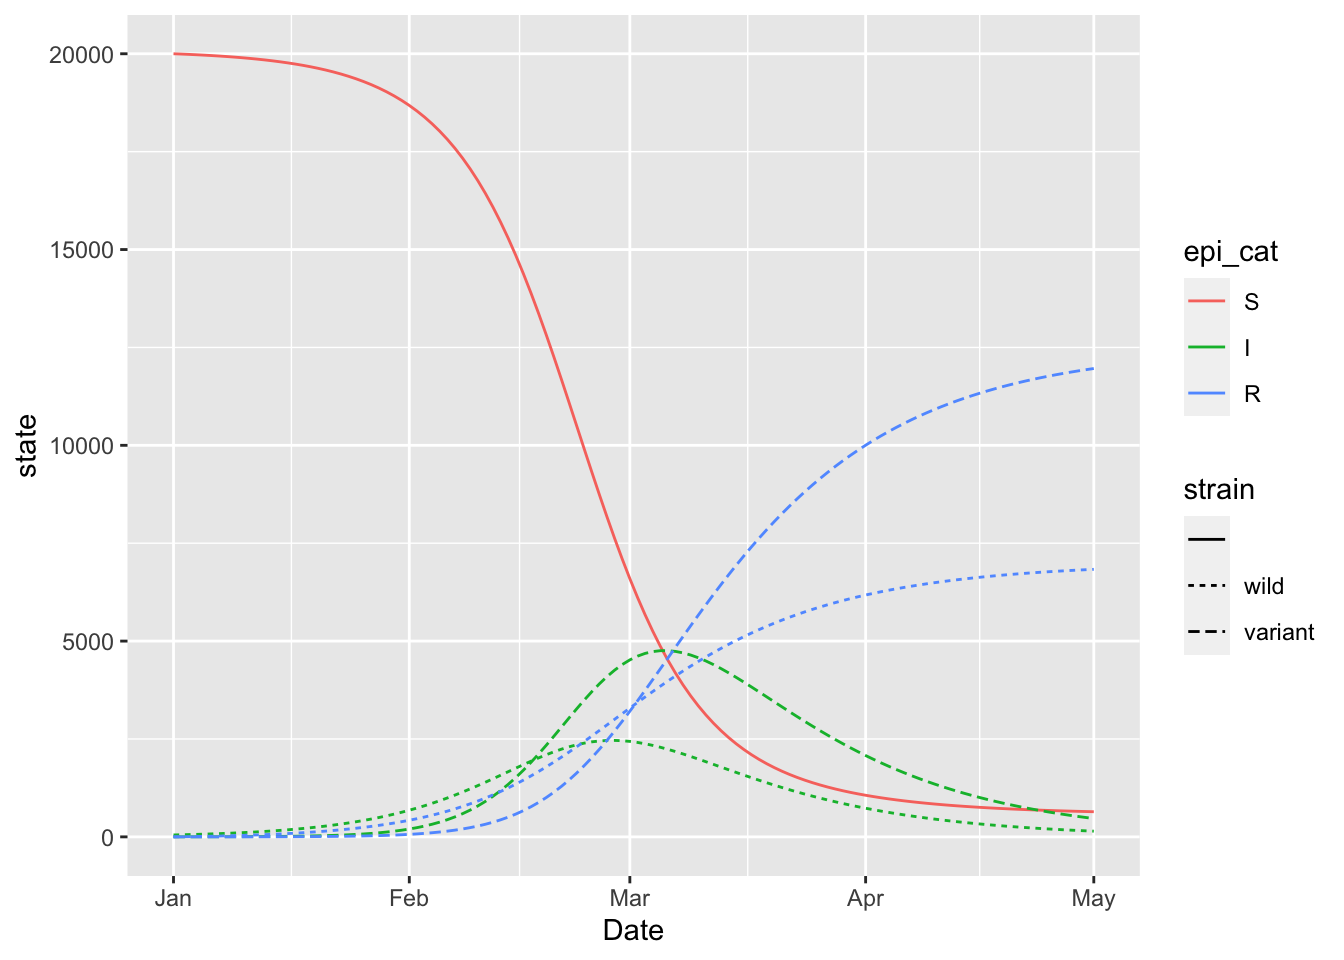 20000
15000
10000
5000
0
state
Jan Feb Mar Apr May
Date
epi_cat
S
I
R
strain
wild
variant